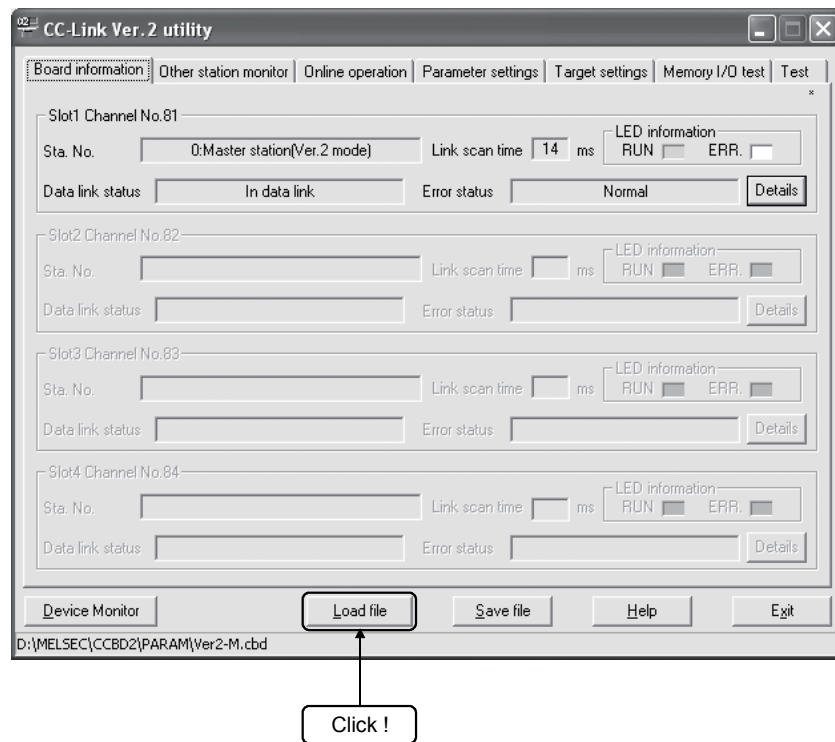 CC-Link Ver.2 utility
Board information Other station monitor Online operation Parameter settings Target settings Memory I/O test Test
*
Slot1 Channel No.81
LED information
Sta. No. 0:Master station(Ver.2 mode) Link scan time 14 ms RUN ERR.
Data link status In data link Error status Normal Details
Slot2 Channel No.82
LED information
Sta. No. Link scan time ms RUN ERR.
Data link status Error status Details
Slot3 Channel No.83
LED information
Sta. No. Link scan time ms RUN ERR.
Data link status Error status Details
Slot4 Channel No.84
LED information
Sta. No. Link scan time ms RUN ERR.
Data link status Error status Details
Device Monitor Load file Save file Help Exit
D:\MELSEC\CCBD2\PARAM\Ver2-M.cbd
Click !